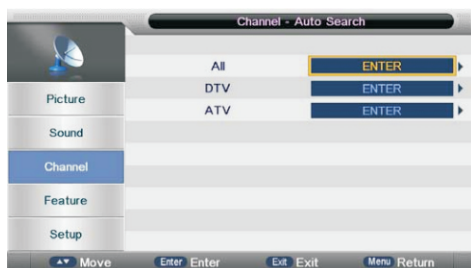 Channel - Auto Search
All ENTER
DTV ENTER
ATV ENTER
Picture
Sound
Channel
Feature
Setup
Move Enter Enter Exit Exit Menu Return